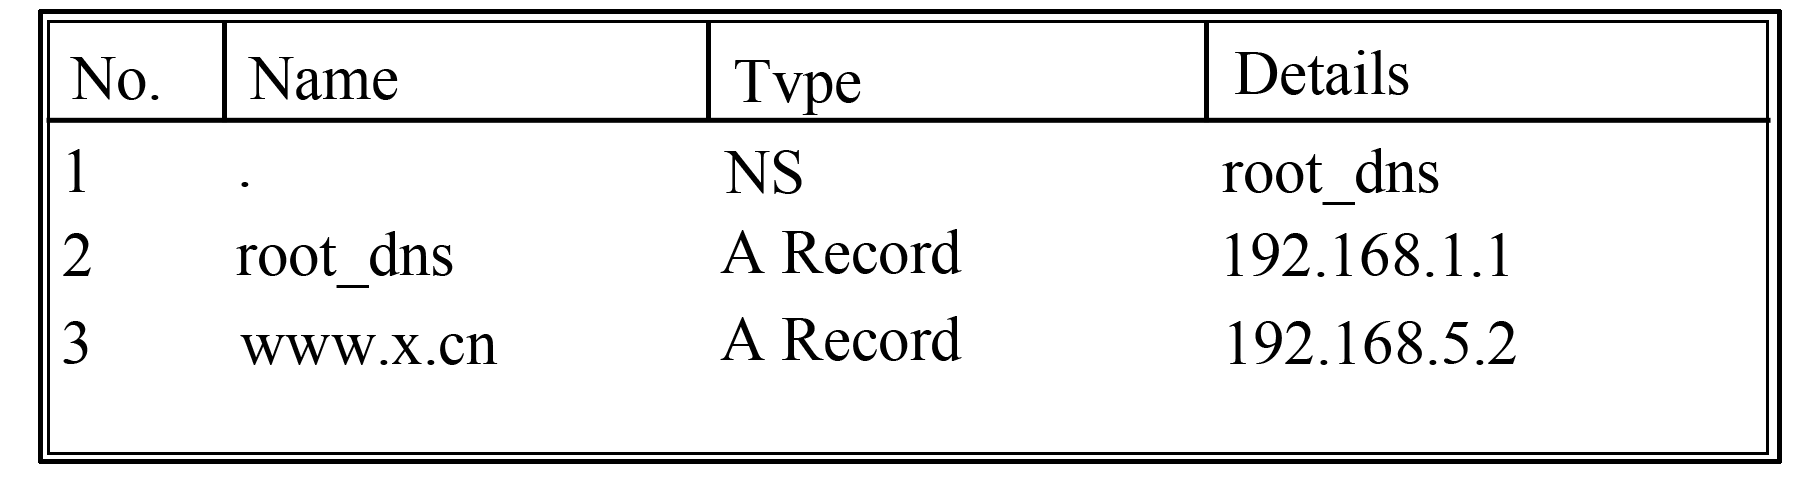 No. Name Tvpe Details
1 . NS root_dns
2 root_dns A Record 192.168.1.1
3 www.x.cn A Record 192.168.5.2